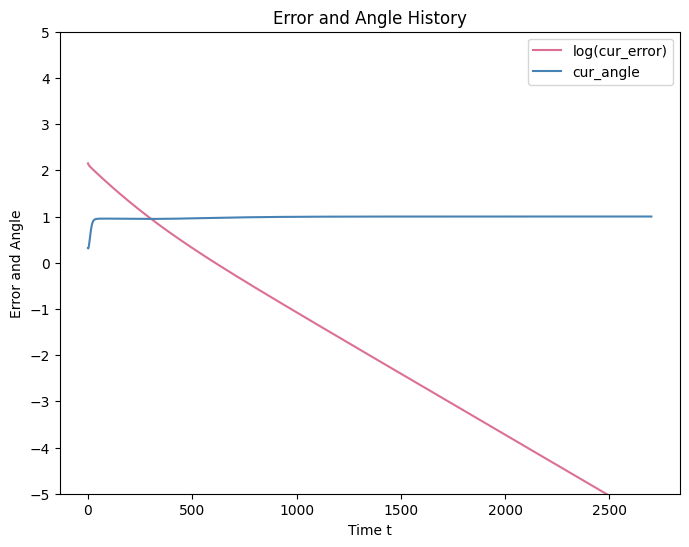 Error and Angle History
log(cur_error)
cur_angle
Error and Angle
5
4
3
2
1
0
−1
−2
−3
−4
−5
0 500 1000 1500 2000 2500
Time t